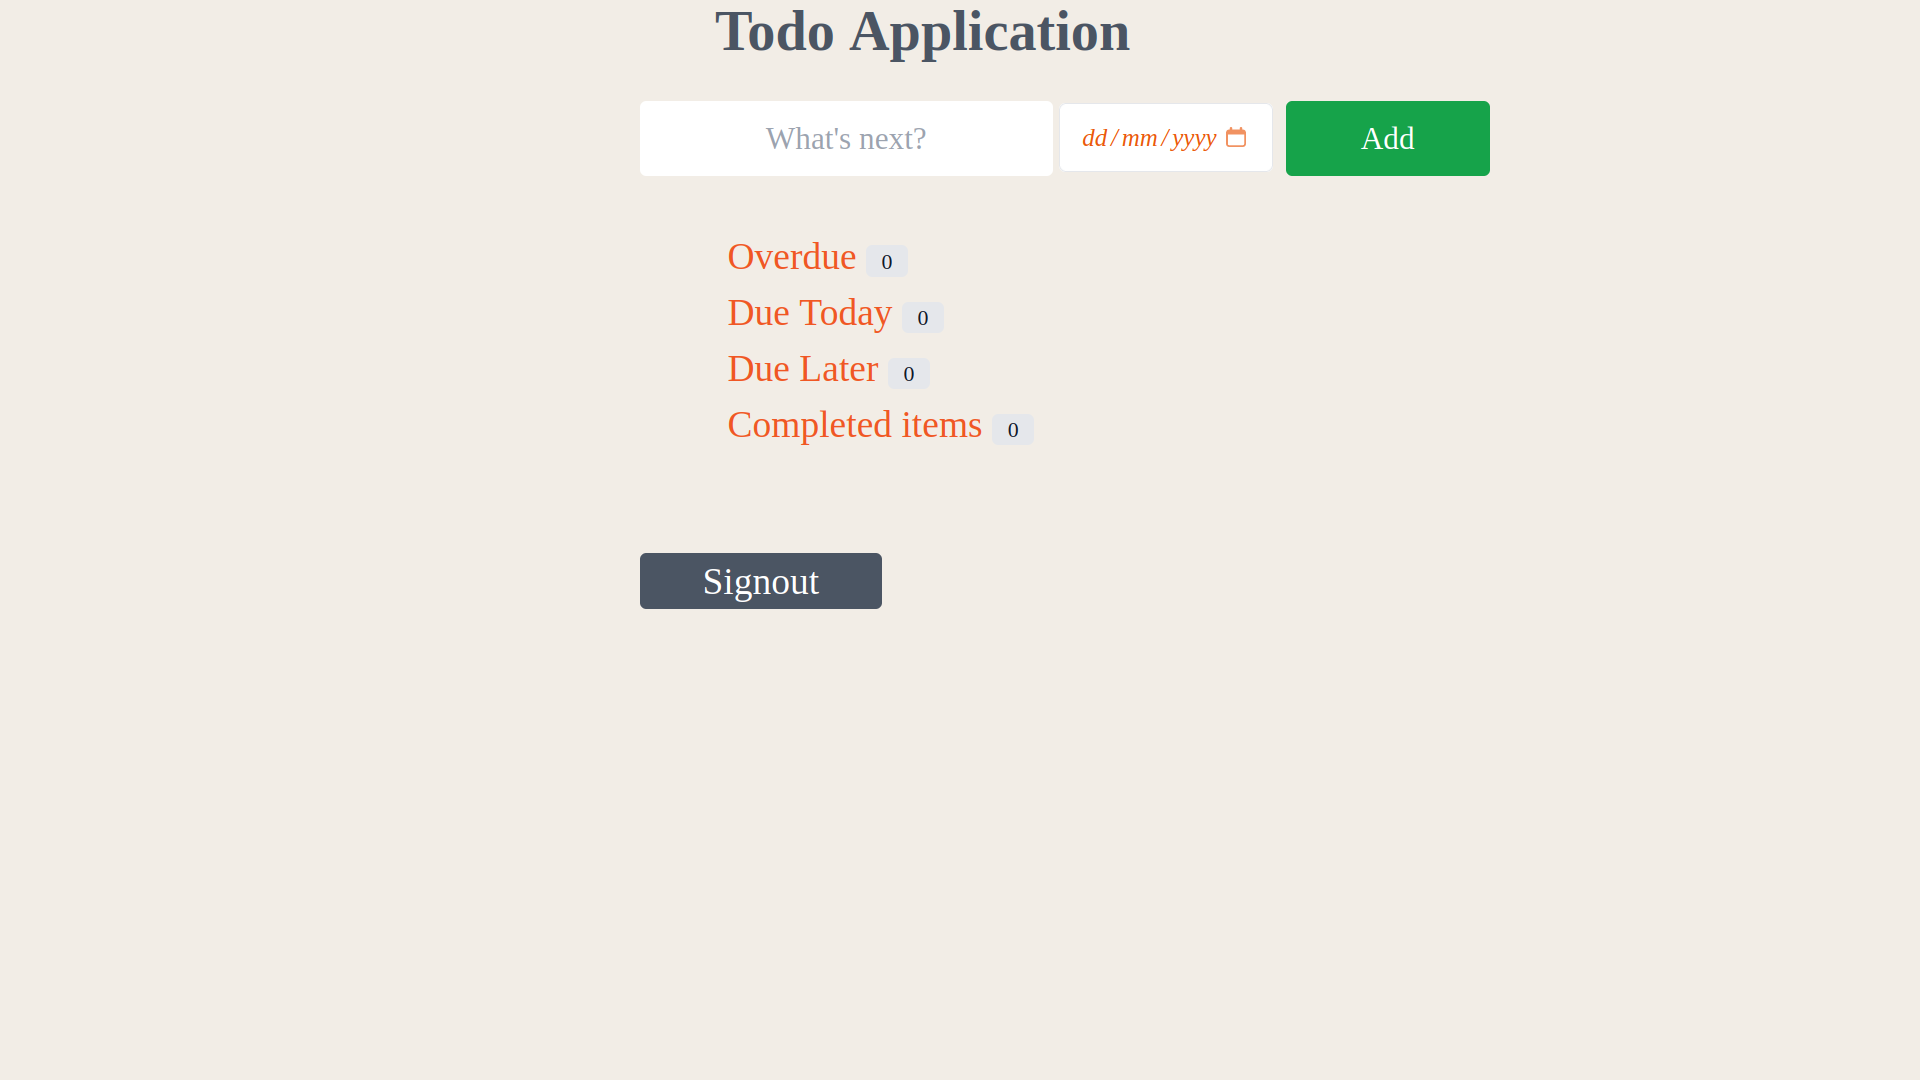 Todo Application
What's next?
dd/mm/yyyy
Add
Overdue 0
Due Today 0
Due Later 0
Completed items 0
Signout